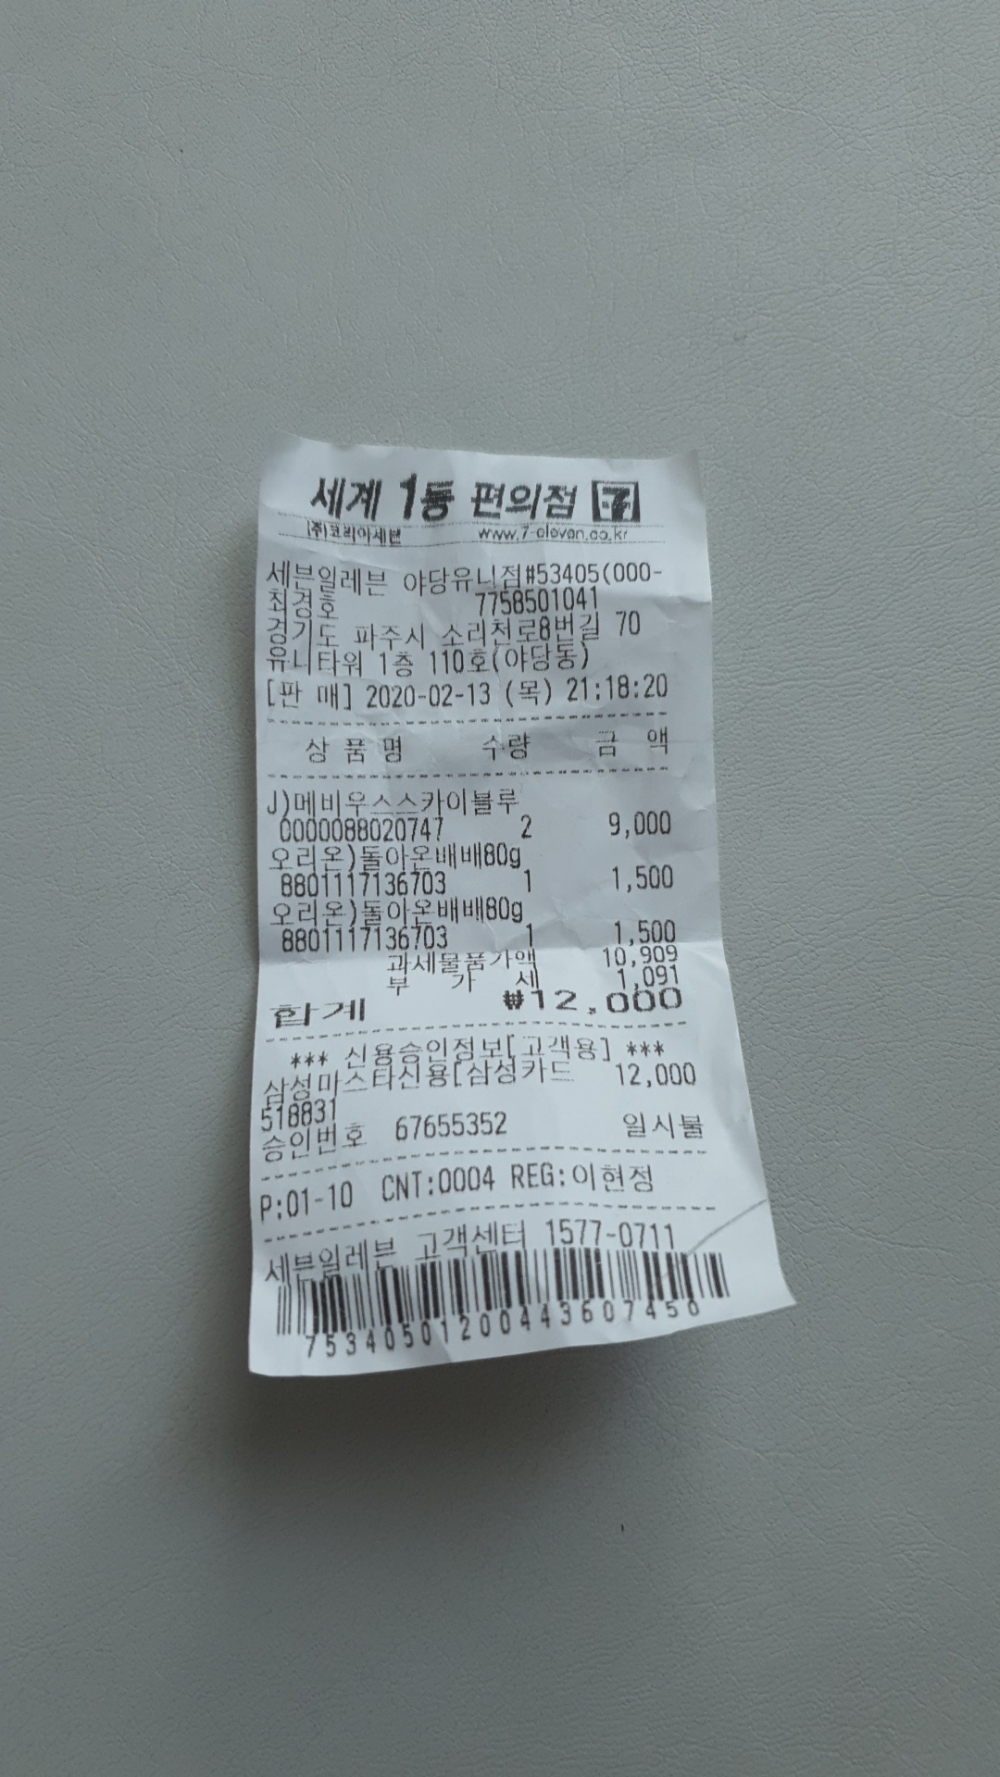 세계 1등 편의점 7
(주)코리아세븐 www.7-eleven.co.kr
세븐일레븐 야당유니점#53405(000-
최경호 7758501041
경기도 파주시 소리천로8번길 70
유니타워 1층 110호(야당동)
[판 매] 2020-02-13 (목) 21:18:20
상 품 명 수량 금 액
J)메비우스스카이블루
0000088020747 2 9,000
오리온)돌아온배배80g
8801117136703 1 1,500
오리온)돌아온배배80g
8801117136703 1 1,500
과세물품가액 10,909
부 가 세 1,091
합계 ₩12,000
*** 신용승인정보[고객용] ***
삼성마스타신용[삼성카드 12,000
518831
승인번호 67655352 일시불
P:01-10 CNT:0004 REG:이현정
세븐일레븐 고객센터 1577-0711
75340501200443607450